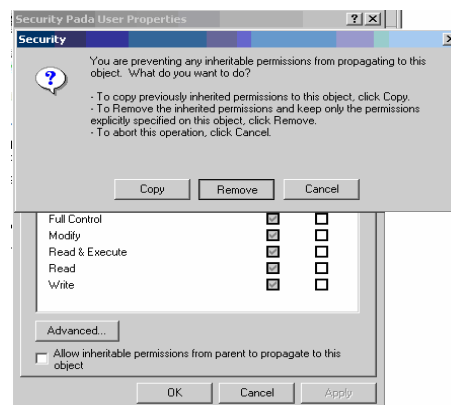 Security Pada User Properties
Security
You are preventing any inheritable permissions from propagating to this
object. What do you want to do?
- To copy previously inherited permissions to this object, click Copy.
- To Remove the inherited permissions and keep only the permissions
explicitly specified on this object, click Remove.
- To abort this operation, click Cancel.
Copy
Remove
Cancel
Full Control
Modify
Read & Execute
Read
Write
Advanced...
Allow inheritable permissions from parent to propagate to this
object
OK
Cancel
Apply